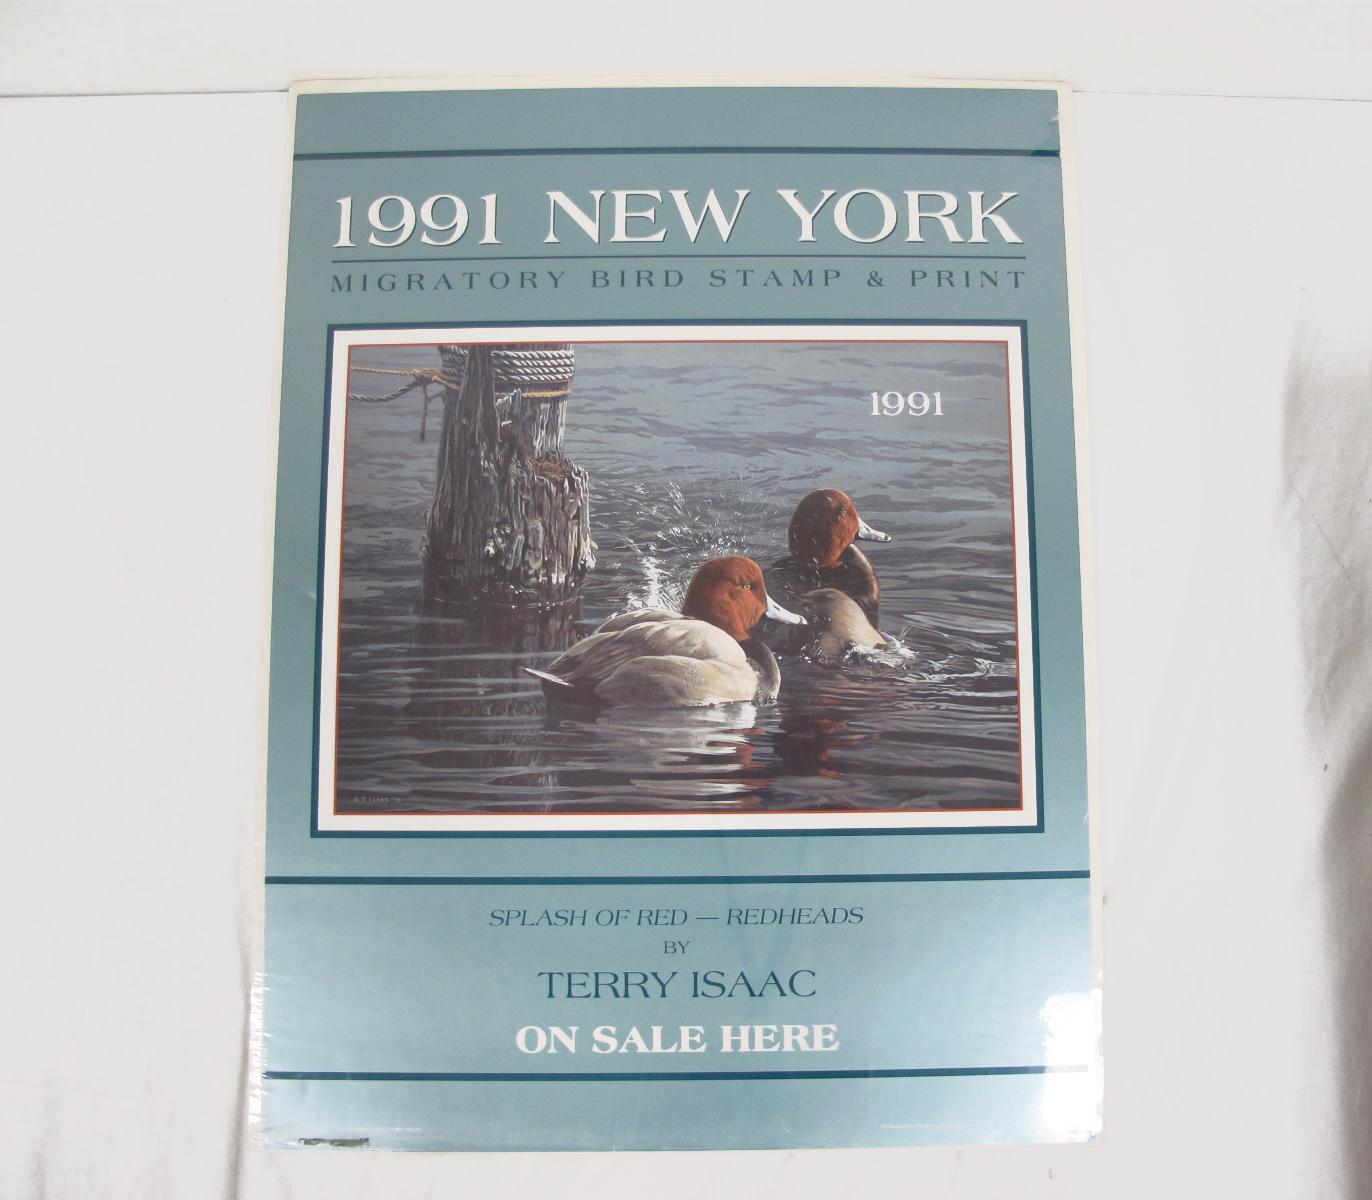 1991 NEW YORK
MIGRATORY BIRD STAMP & PRINT
1991
SPLASH OF RED — REDHEADS
BY
TERRY ISAAC
ON SALE HERE